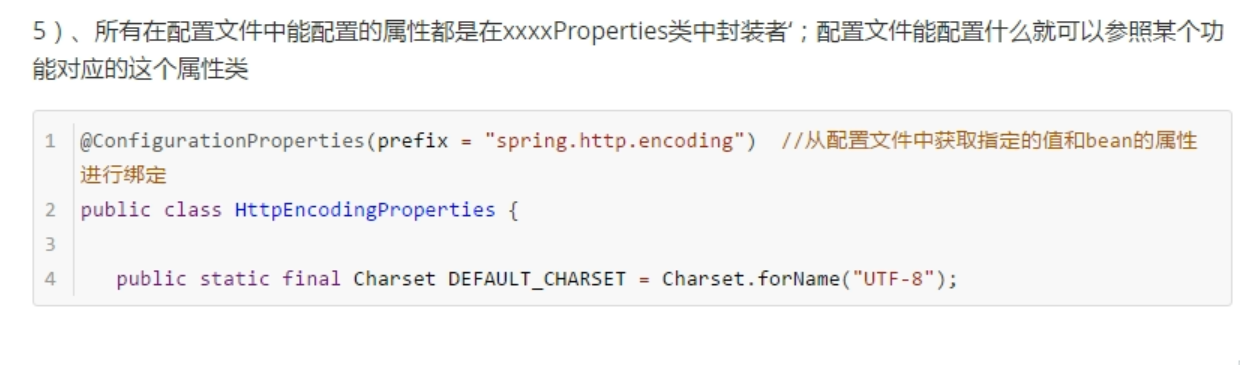 5）、所有在配置文件中能配置的属性都是在xxxxProperties类中封装者‘；配置文件能配置什么就可以参照某个功
能对应的这个属性类
1 @ConfigurationProperties(prefix = "spring.http.encoding")  //从配置文件中获取指定的值和bean的属性
进行绑定
2 public class HttpEncodingProperties {
3
4    public static final Charset DEFAULT_CHARSET = Charset.forName("UTF-8");